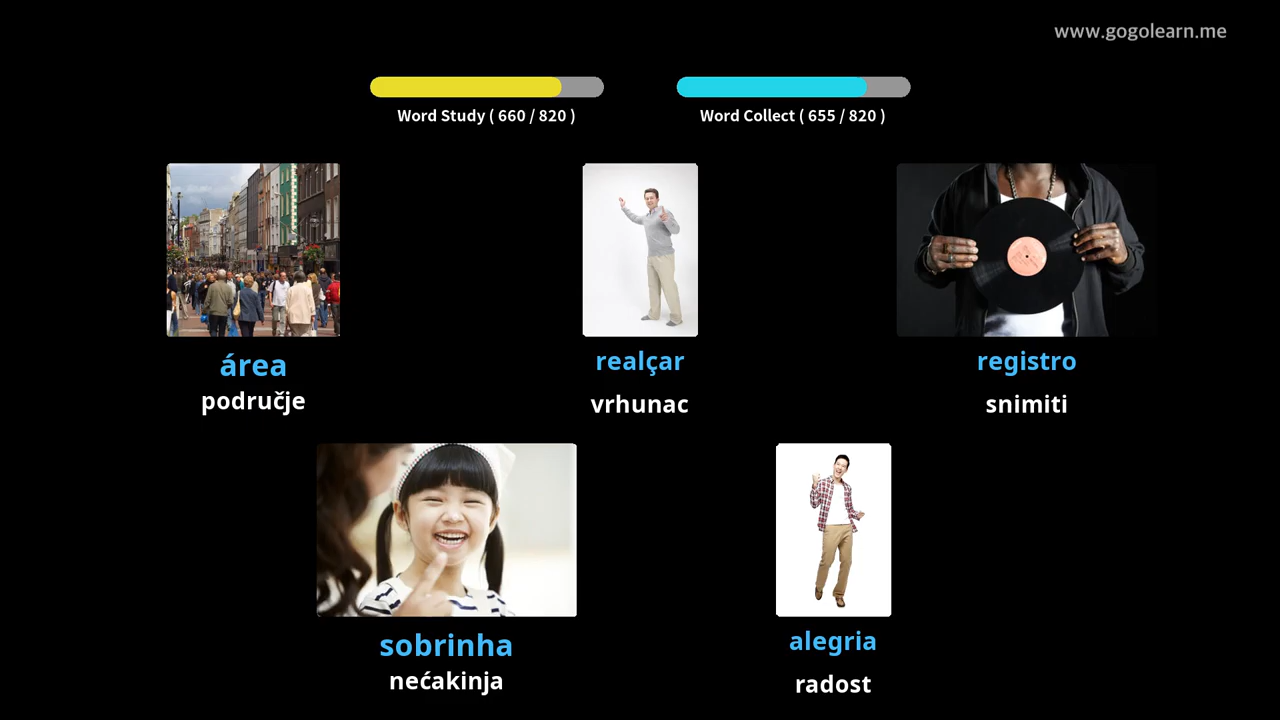 www.gogolearn.me
Word Study ( 660 / 820 )
Word Collect ( 655 / 820 )
área
područje
realçar
vrhunac
registro
snimiti
sobrinha
nećakinja
alegria
radost